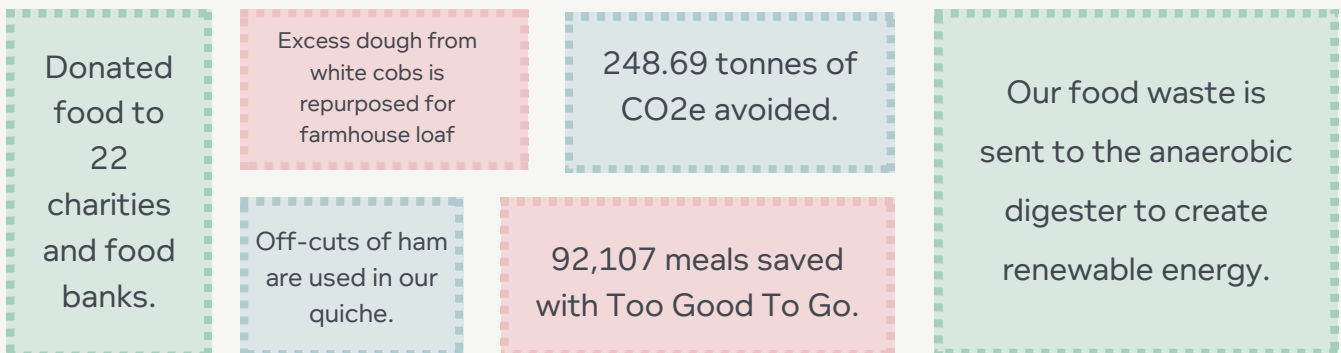 Donated
food to
22
charities
and food
banks.
Excess dough from
white cobs is
repurposed for
farmhouse loaf
248.69 tonnes of
CO2e avoided.
Off-cuts of ham
are used in our
quiche.
92,107 meals saved
with Too Good To Go.
Our food waste is
sent to the anaerobic
digester to create
renewable energy.